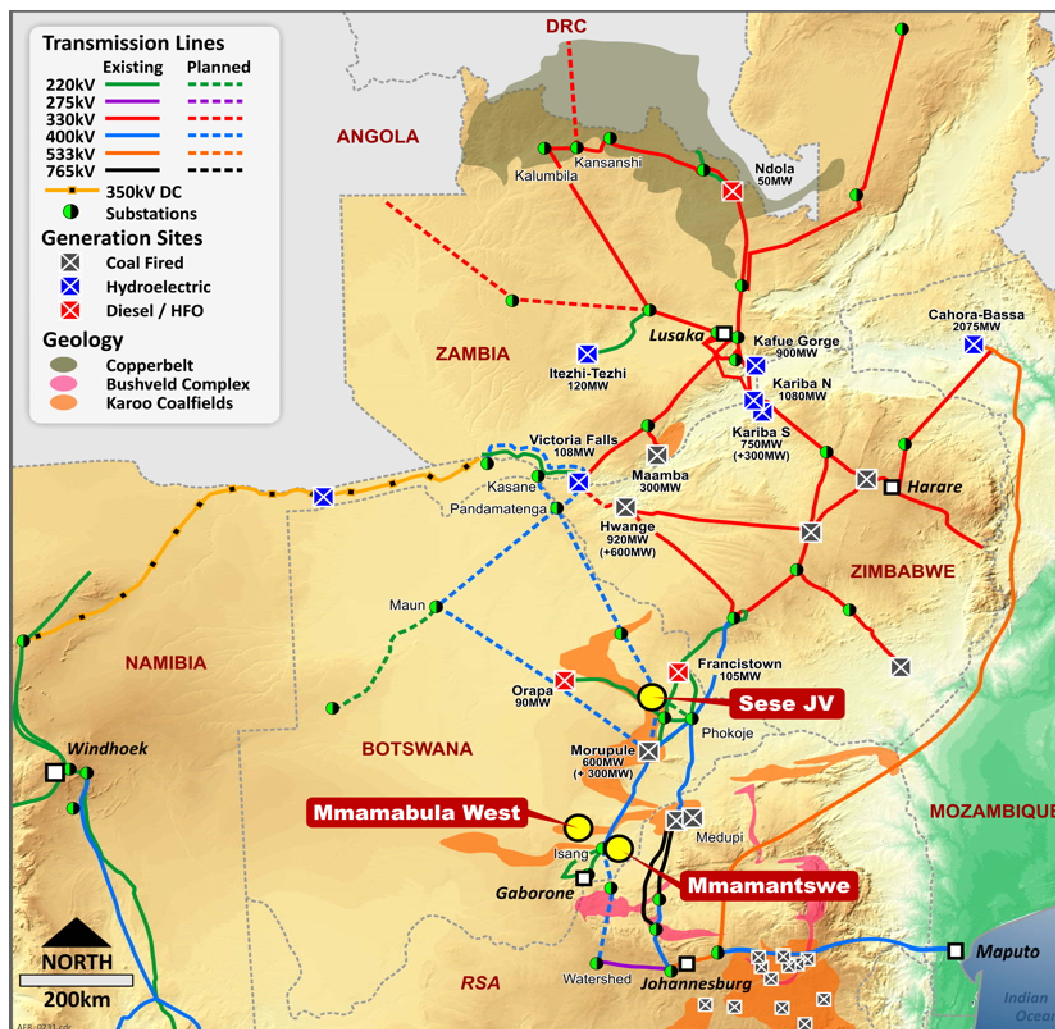 Transmission Lines
Existing Planned
220kV
275kV
330kV
400kV
533kV
765kV
350kV DC
Substations
Generation Sites
Coal Fired
Hydroelectric
Diesel / HFO
Geology
Copperbelt
Bushveld Complex
Karoo Coalfields
DRC
ANGOLA
Kansanshi
Kalumbila
Ndola
50MW
Lusaka
ZAMBIA
Itezhi-Tezhi
120MW
Kafue Gorge
900MW
Cahora-Bassa
2075MW
Kariba N
1080MW
Kariba S
750MW
(+300MW)
Victoria Falls
108MW
Maamba
300MW
Kasane
Pandamatenga
Hwange
920MW
(+600MW)
Harare
ZIMBABWE
Maun
NAMIBIA
Francistown
105MW
Orapa
90MW
Sese JV
Phokoje
Windhoek
BOTSWANA
Morupule
600MW
(+ 300MW)
Mmamabula West
MOZAMBIQUE
Medupi
Isang
Gaborone
Mmamantswe
NORTH
200km
RSA
Watershed
Johannesburg
Maputo
Indian
Ocean